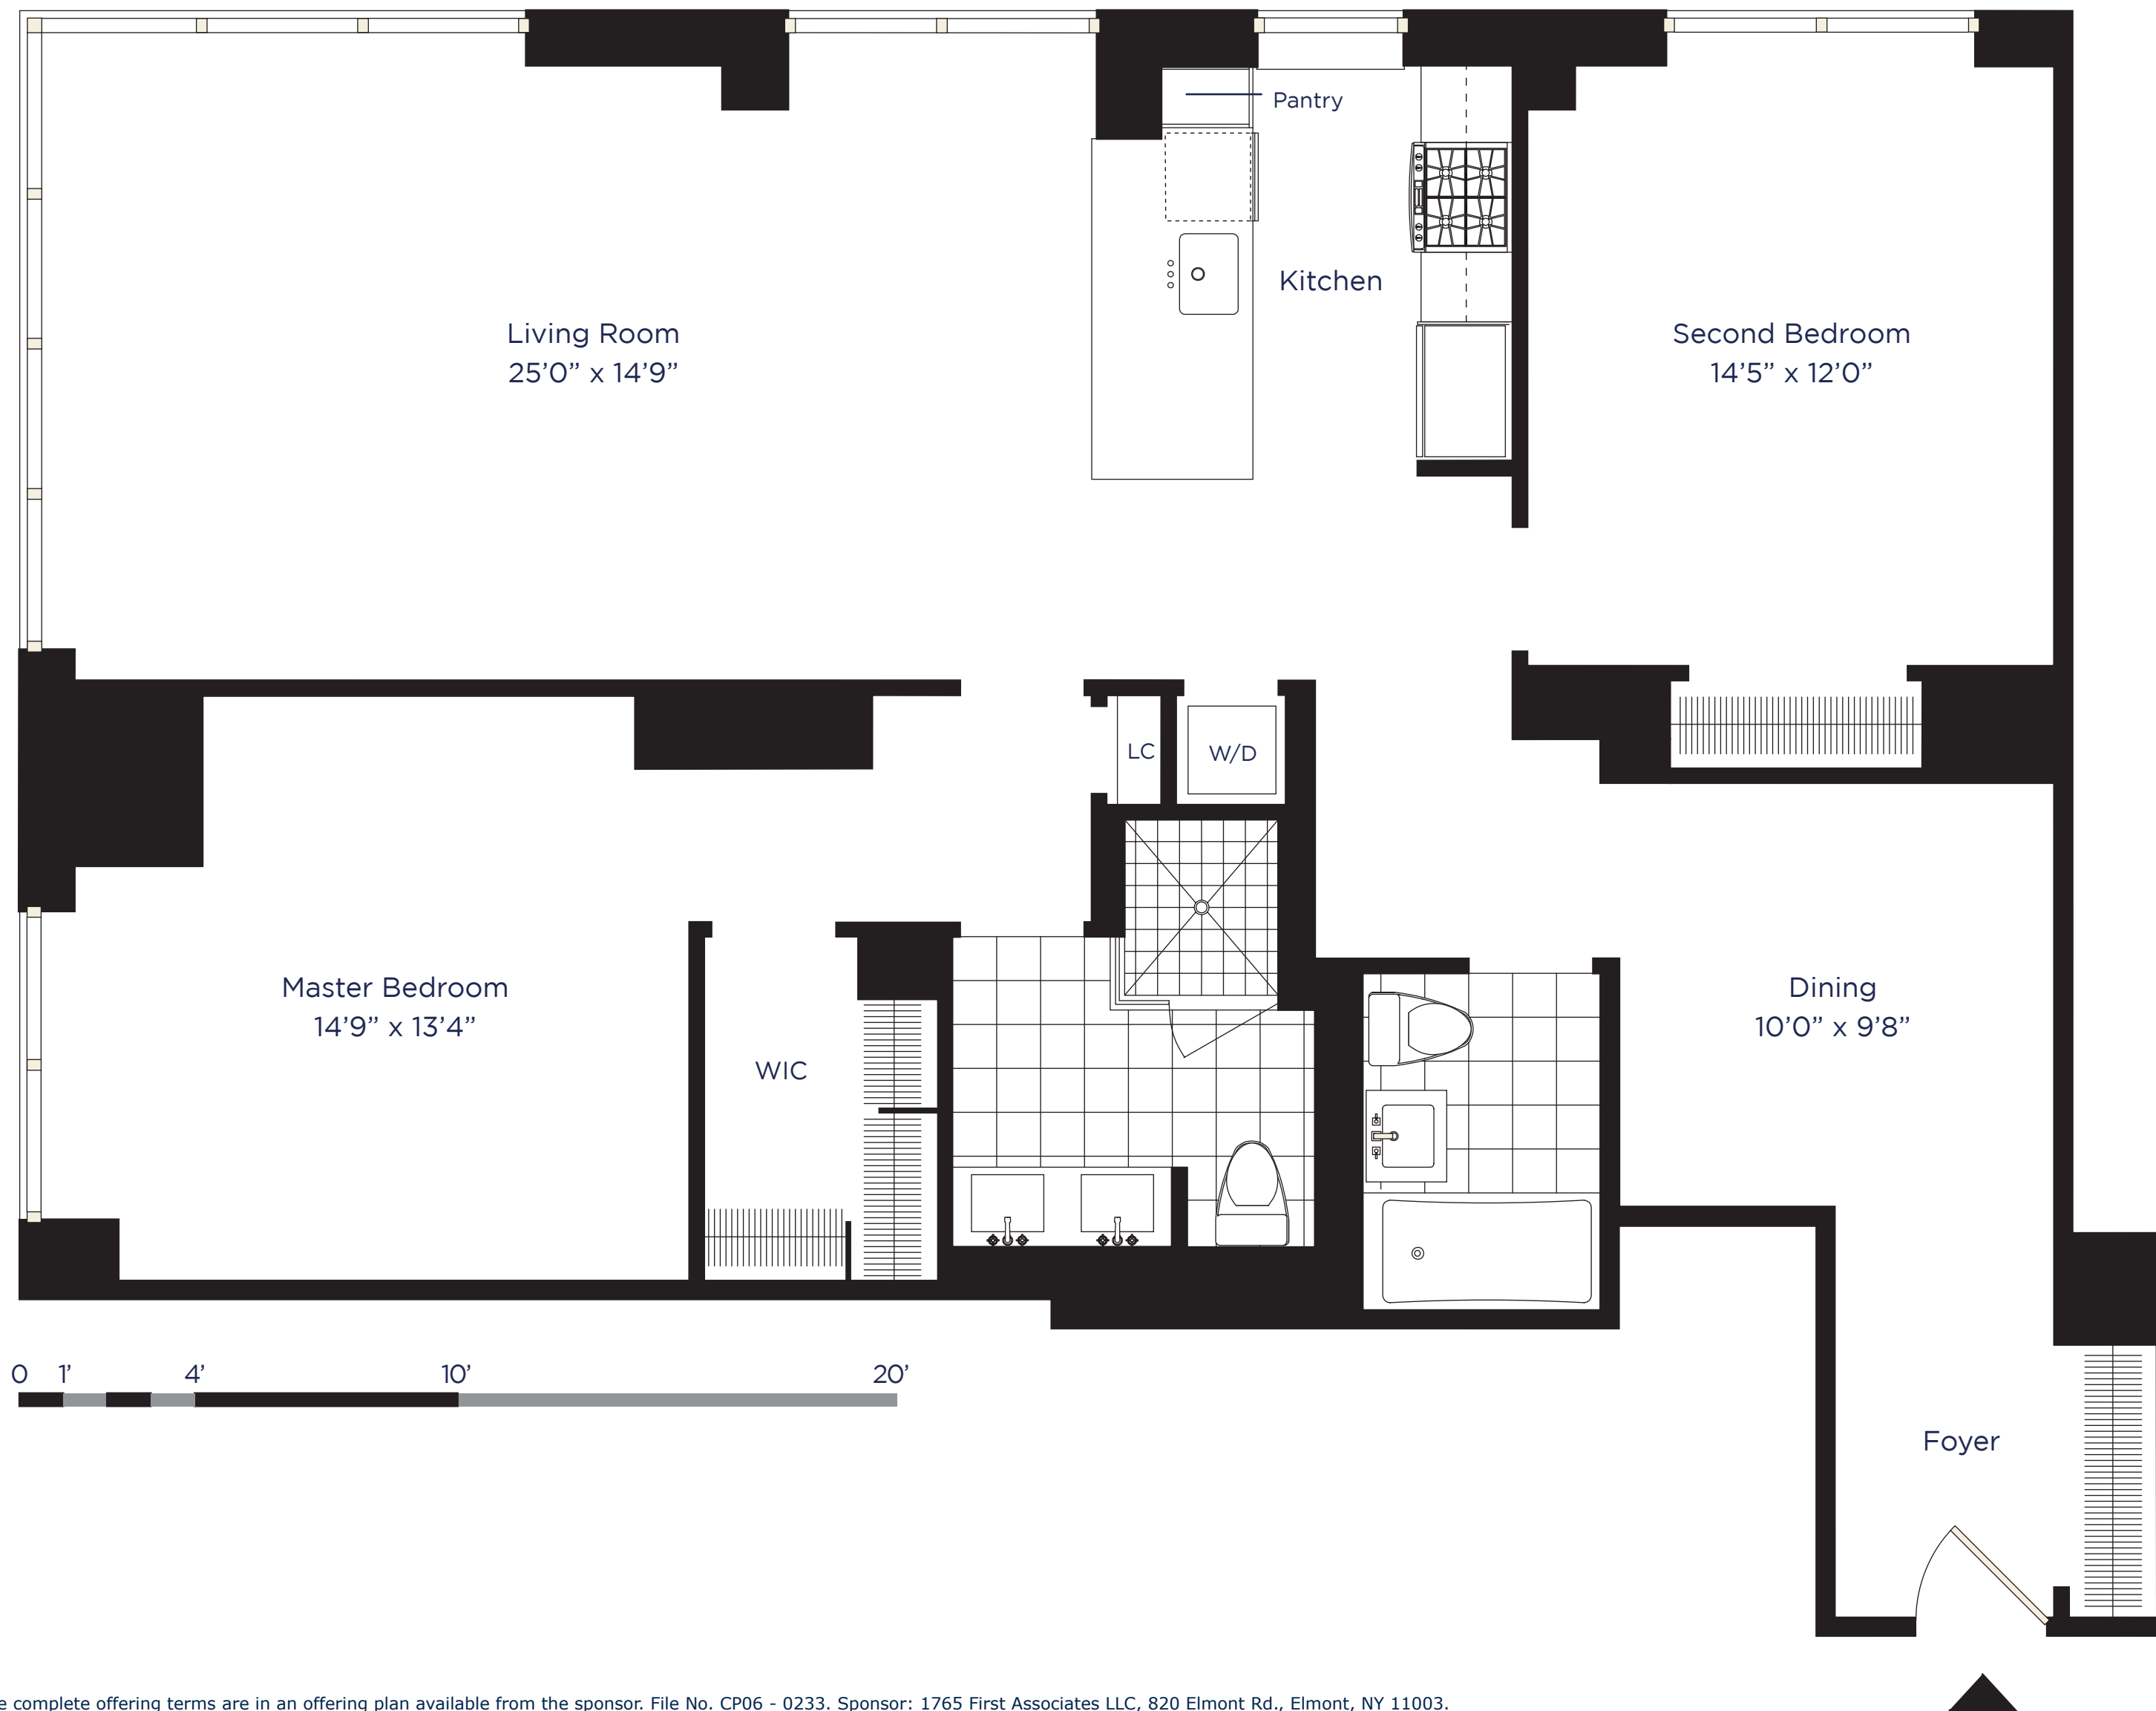 Pantry
Kitchen
Living Room
25’0” x 14’9”
Second Bedroom
14’5” x 12’0”
LC
W/D
Master Bedroom
14’9” x 13’4”
WIC
Dining
10’0” x 9’8”
0 1’ 4’ 10’ 20’
Foyer
complete offering terms are in an offering plan available from the sponsor. File No. CP06 - 0233. Sponsor: 1765 First Associates LLC, 820 Elmont Rd., Elmont, NY 11003.